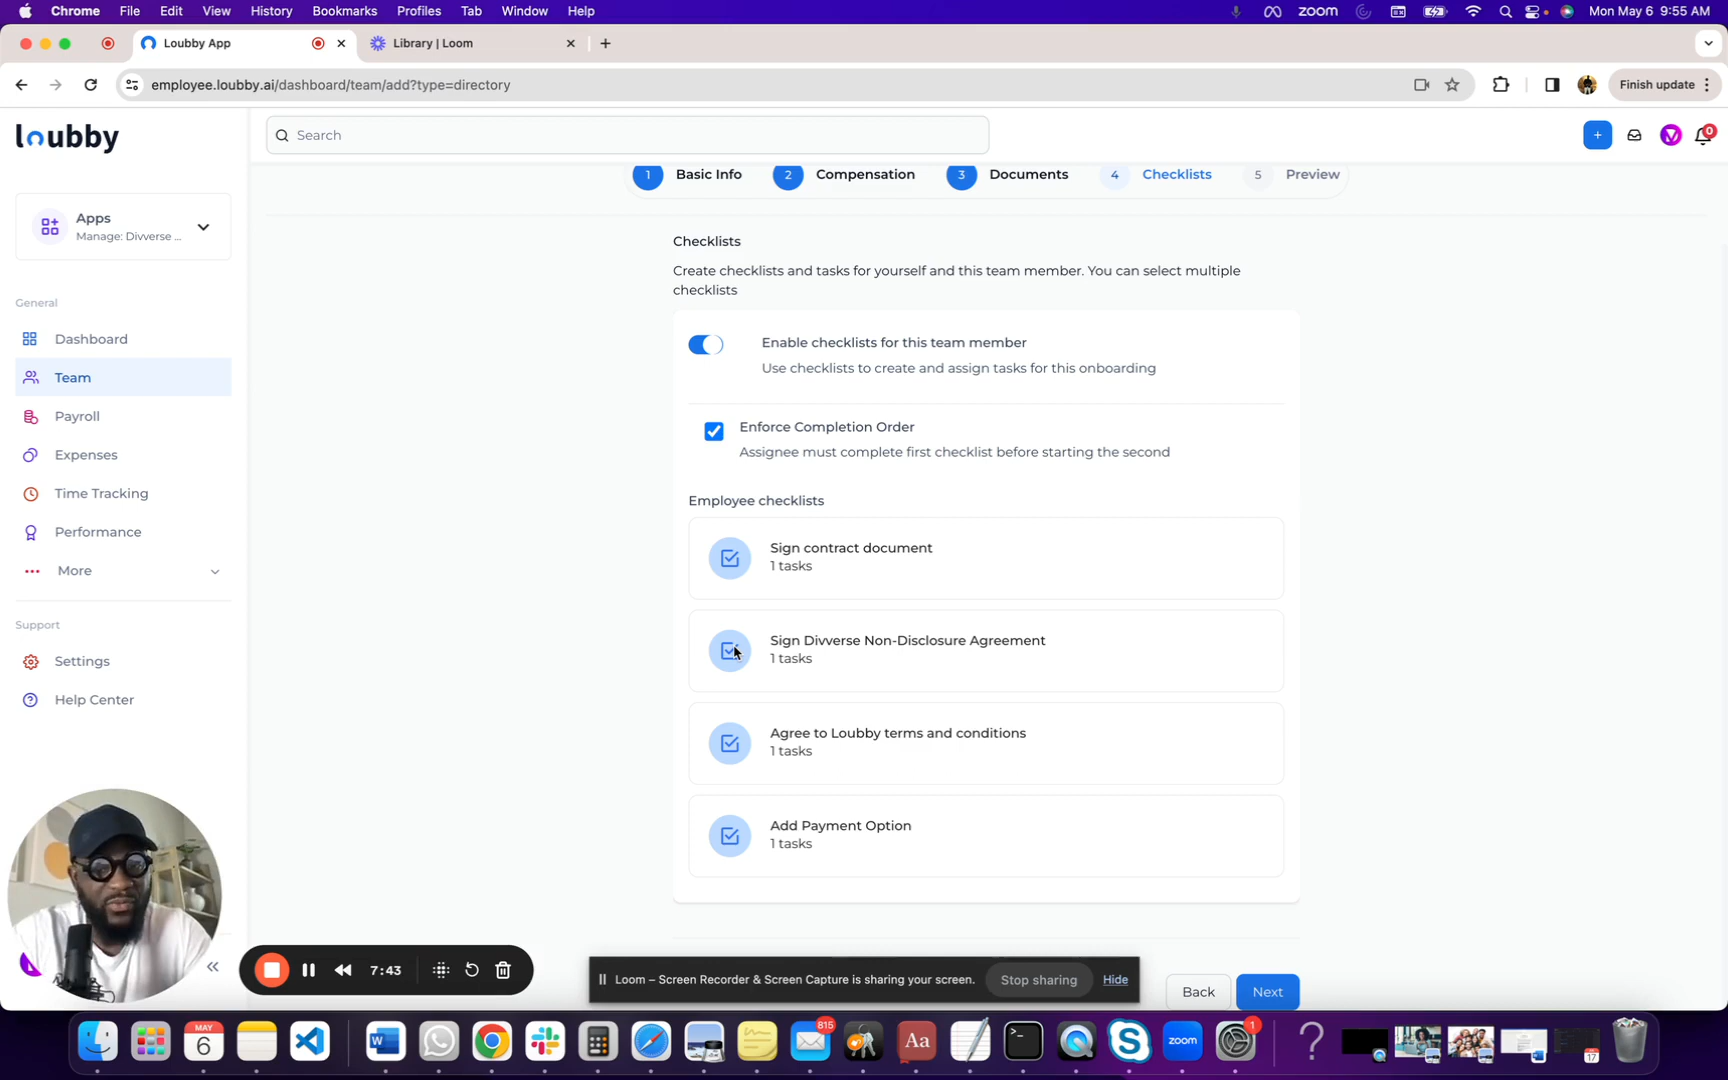 Chrome File Edit View History Bookmarks Profiles Tab Window Help zoom Mon May 6 9:55 AM
Loubby App Library | Loom
employee.loubby.ai/dashboard/team/add?type=directory Finish update
loubby
Search
0
1 Basic Info 2 Compensation 3 Documents 4 Checklists 5 Preview
Apps
Manage: Divverse ...
General
Dashboard
Team
Payroll
Expenses
Time Tracking
Performance
More
Support
Settings
Help Center
Checklists
Create checklists and tasks for yourself and this team member. You can select multiple
checklists
Enable checklists for this team member
Use checklists to create and assign tasks for this onboarding
Enforce Completion Order
Assignee must complete first checklist before starting the second
Employee checklists
Sign contract document
1 tasks
Sign Divverse Non-Disclosure Agreement
1 tasks
Agree to Loubby terms and conditions
1 tasks
Add Payment Option
1 tasks
7:43
Loom – Screen Recorder & Screen Capture is sharing your screen. Stop sharing Hide
Back Next
MAY
6
815
Aa
zoom
1
17